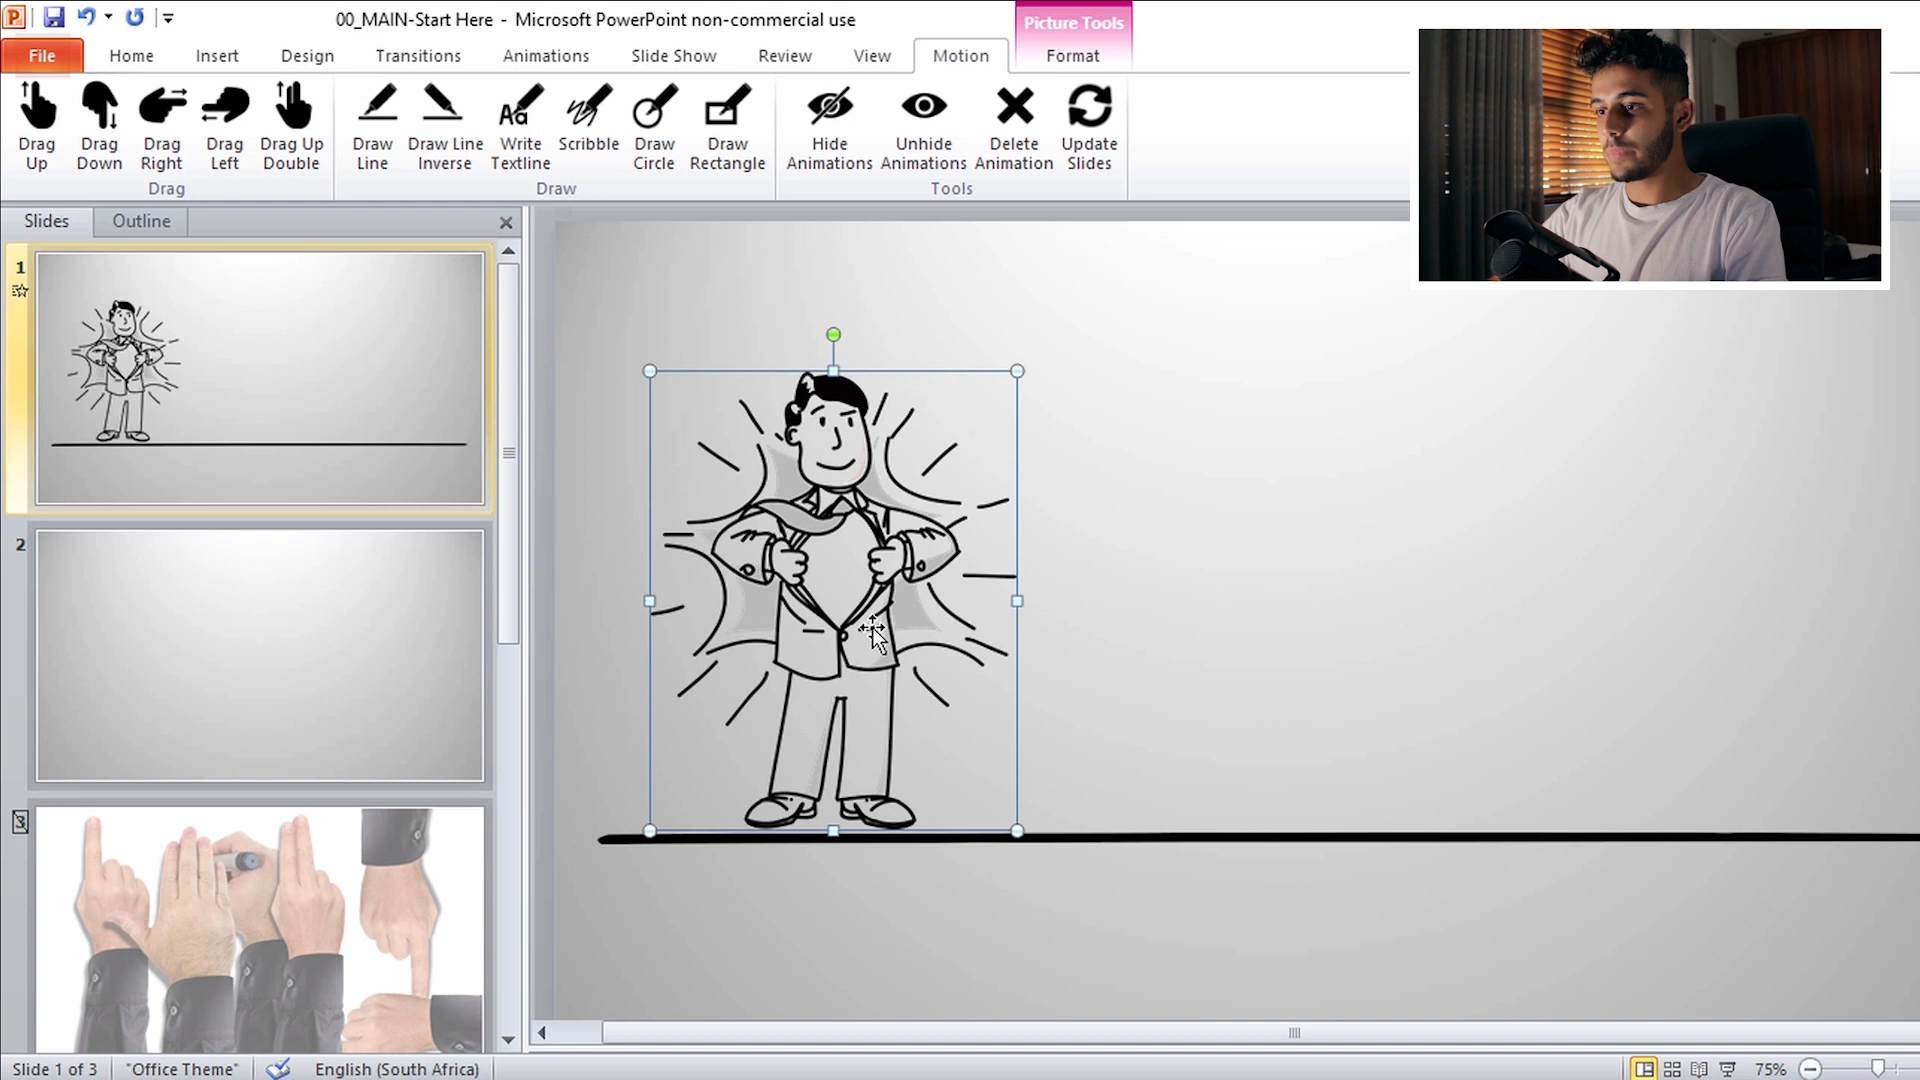 00_MAIN-Start Here - Microsoft PowerPoint non-commercial use
Picture Tools
File Home Insert Design Transitions Animations Slide Show Review View Motion Format
Drag Up
Drag Down
Drag Right
Drag Left
Drag Up Double
Drag
Draw Line
Draw Line Inverse
Write Textline
Scribble
Draw Circle
Draw Rectangle
Draw
Hide Animations
Unhide Animations
Delete Animation
Update Slides
Tools
Slides Outline
1
2
3
Slide 1 of 3 "Office Theme" English (South Africa) 75%